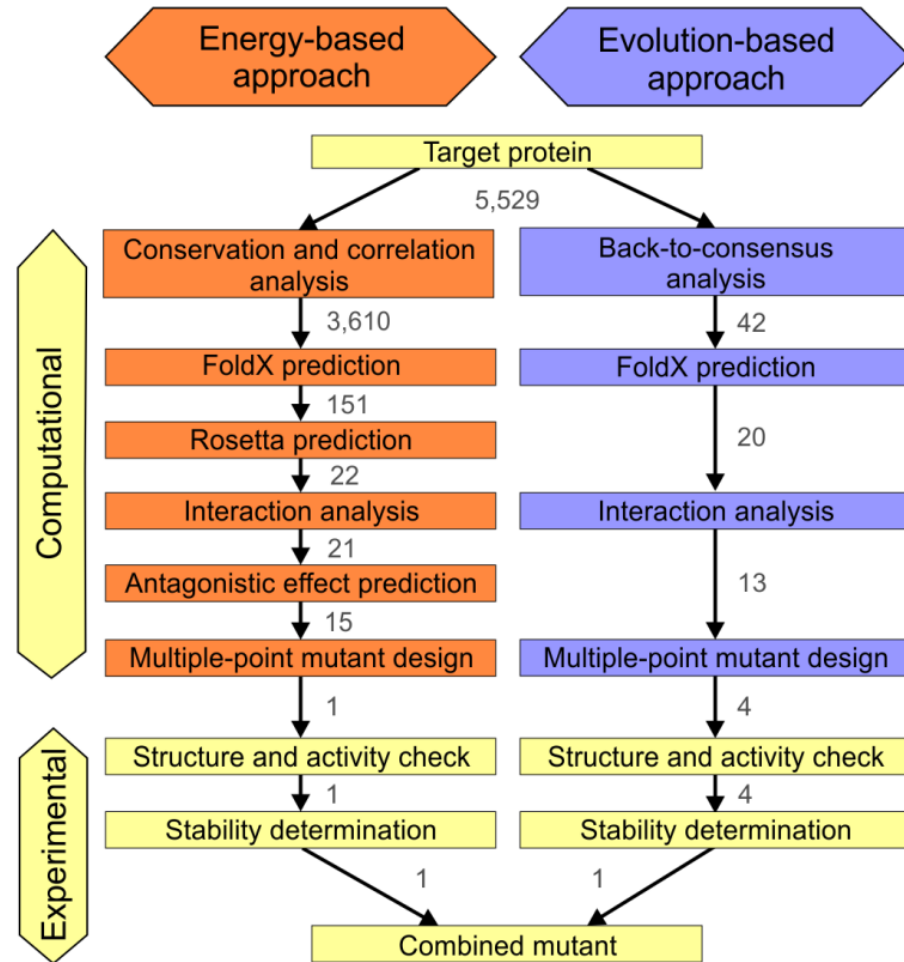 Energy-based
approach
Evolution-based
approach
Target protein
5,529
Computational
Conservation and correlation
analysis
Back-to-consensus
analysis
3,610
42
FoldX prediction
FoldX prediction
151
20
Rosetta prediction
22
Interaction analysis
Interaction analysis
21
13
Antagonistic effect prediction
15
Multiple-point mutant design
Multiple-point mutant design
1
4
Experimental
Structure and activity check
Structure and activity check
1
4
Stability determination
Stability determination
1
1
Combined mutant